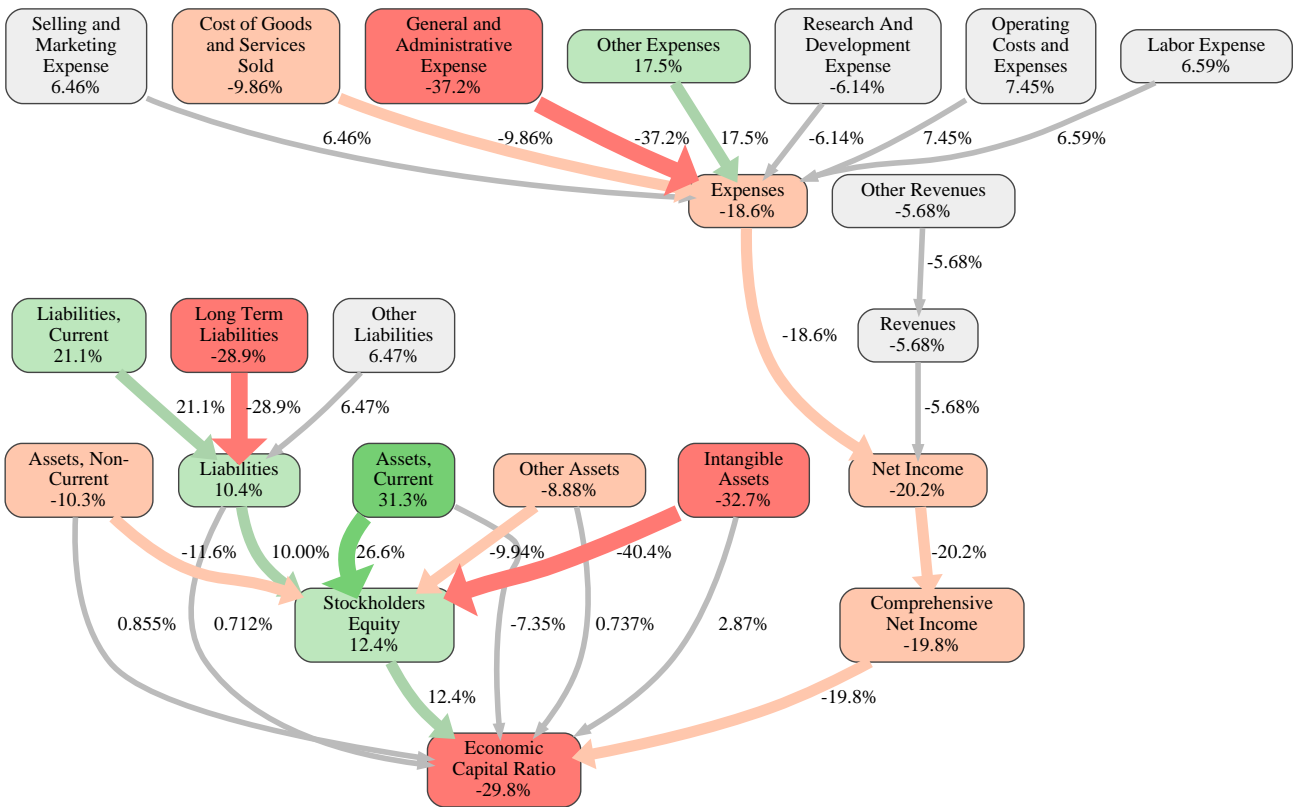 Selling and
Marketing
Expense
6.46%
Cost of Goods
and Services
Sold
-9.86%
General and
Administrative
Expense
-37.2%
Other Expenses
17.5%
Research And
Development
Expense
-6.14%
Operating
Costs and
Expenses
7.45%
Labor Expense
6.59%
6.46%
-9.86%
-37.2%
17.5%
-6.14%
7.45%
6.59%
Expenses
-18.6%
Other Revenues
-5.68%
-5.68%
Liabilities,
Current
21.1%
Long Term
Liabilities
-28.9%
Other
Liabilities
6.47%
-18.6%
Revenues
-5.68%
21.1%
-28.9%
6.47%
-5.68%
Assets, Non-
Current
-10.3%
Liabilities
10.4%
Assets,
Current
31.3%
Other Assets
-8.88%
Intangible
Assets
-32.7%
Net Income
-20.2%
-11.6%
10.00%
26.6%
-9.94%
-40.4%
-20.2%
0.855%
0.712%
Stockholders
Equity
12.4%
-7.35%
0.737%
2.87%
Comprehensive
Net Income
-19.8%
12.4%
-19.8%
Economic
Capital Ratio
-29.8%